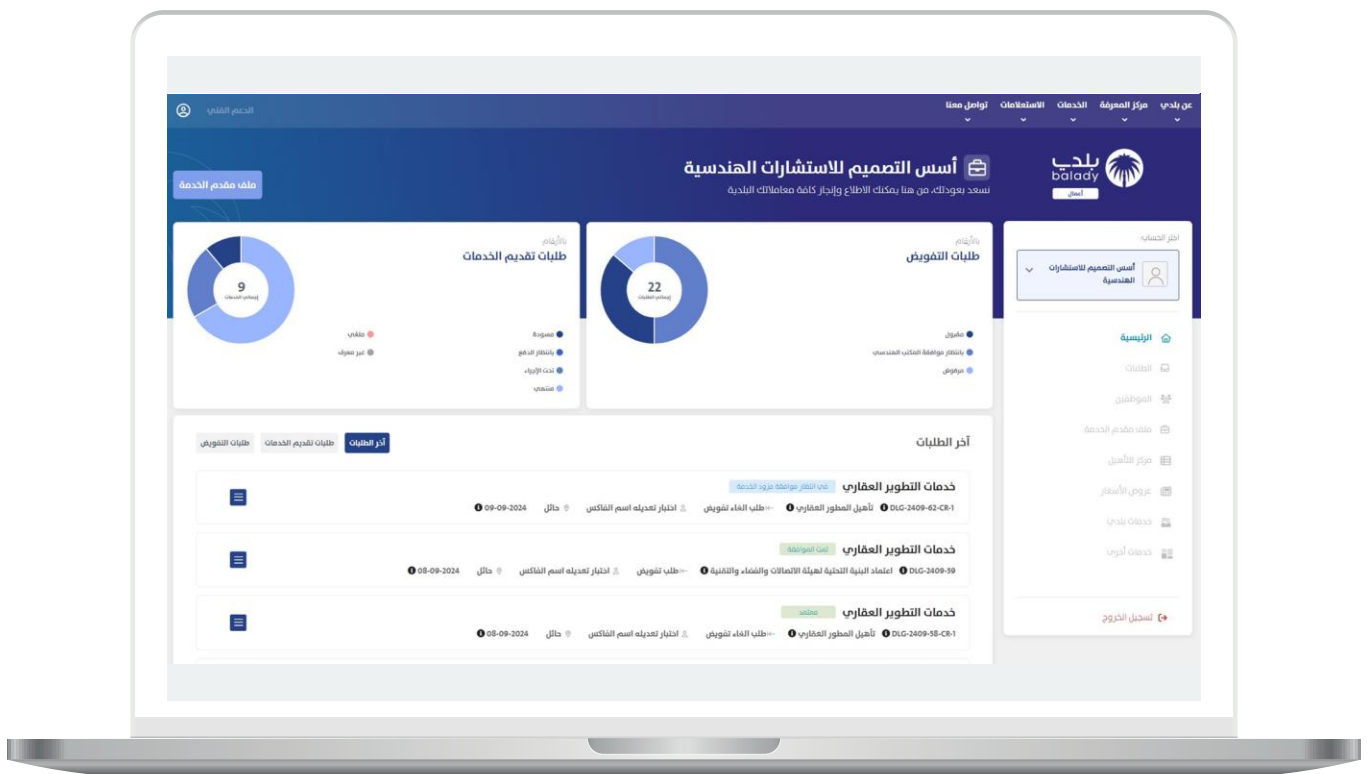 عن بلدي مركز المعرفة الخدمات الاستعلامات تواصل معنا
الدعم الفني
بلدي
balady
أعمال
أسس التصميم للاستشارات الهندسية
نسعد بعودتك، من هنا يمكنك الاطلاع وإنجاز كافة معاملاتك البلدية
ملف مقدم الخدمة
اختر الحساب:
أسس التصميم للاستشارات
الهندسية
الرئيسية
الطلبات
الموظفين
ملف مقدم الخدمة
مركز التأهيل
عروض الأسعار
خدمات بلدي
خدمات أخرى
تسجيل الخروج
بالأرقام
طلبات التفويض
22
إجمالي الطلبات
مقبول
بانتظار موافقة المكتب الهندسي
مرفوض
بالأرقام
طلبات تقديم الخدمات
9
إجمالي الخدمات
مسودة
بانتظار الدفع
تحت الإجراء
منتهي
ملغي
غير معرف
آخر الطلبات
آخر الطلبات طلبات تقديم الخدمات طلبات التفويض
خدمات التطوير العقاري في انتظار موافقة مزود الخدمة
DLG-2409-62-CR-1 تأهيل المطور العقاري طلب الغاء تفويض اختبار تعديله اسم الفاكس حائل 09-09-2024
خدمات التطوير العقاري تمت الموافقة
DLG-2409-59 اعتماد البنية التحتية لهيئة الاتصالات والفضاء والتقنية طلب تفويض اختبار تعديله اسم الفاكس حائل 08-09-2024
خدمات التطوير العقاري معتمد
DLG-2409-58-CR-1 تأهيل المطور العقاري طلب الغاء تفويض اختبار تعديله اسم الفاكس حائل 08-09-2024